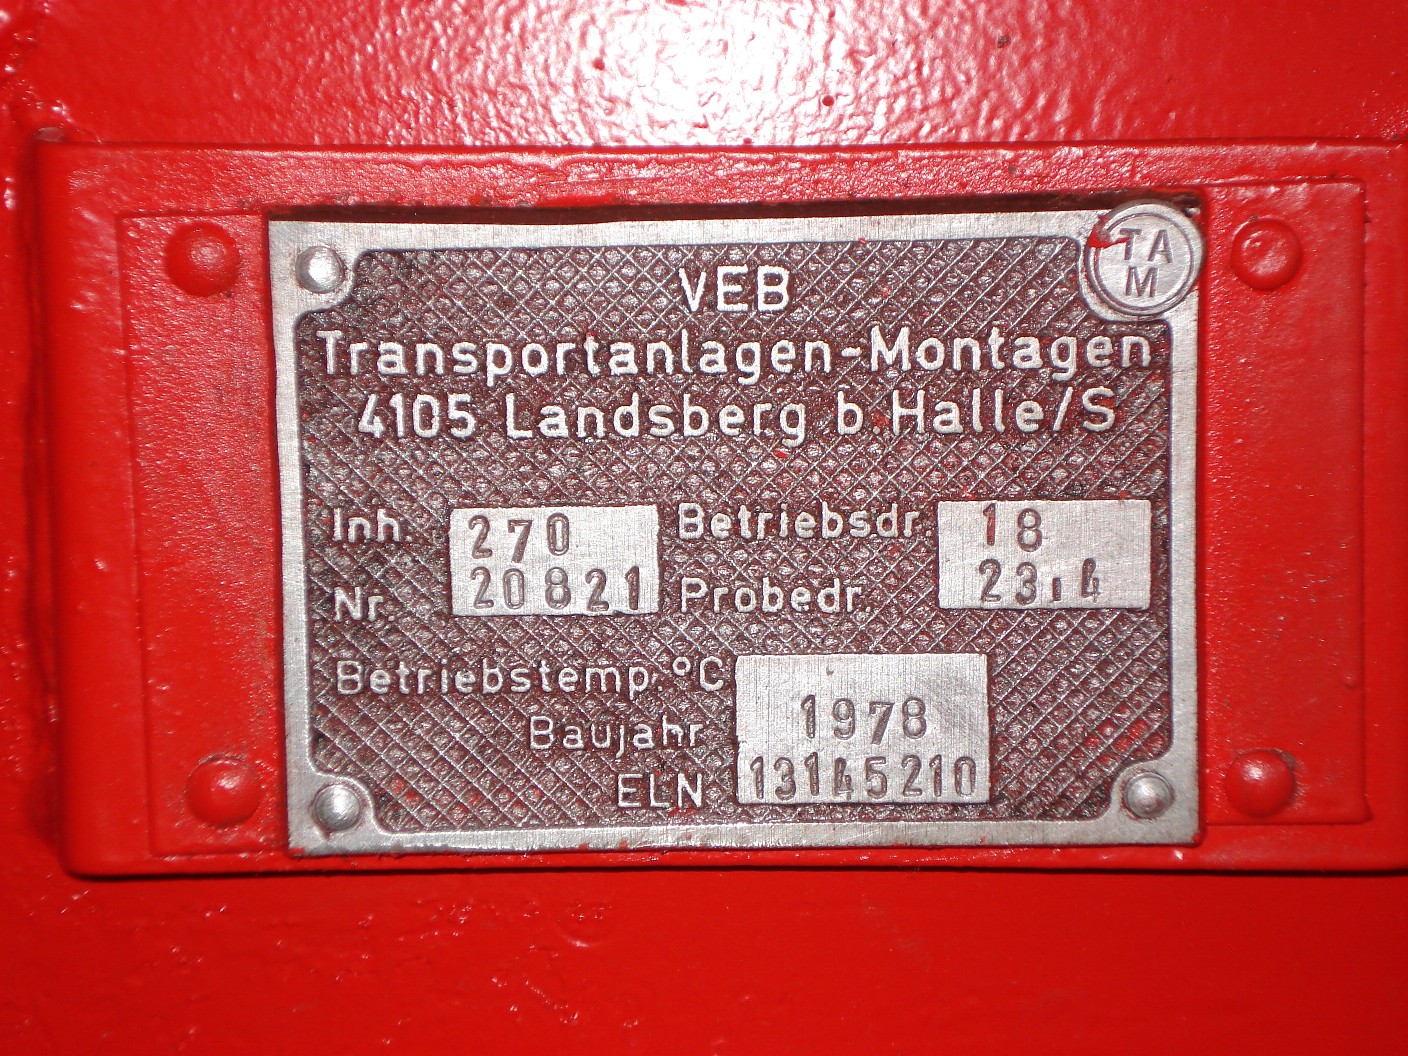 VEB
TA
M
Transportanlagen-Montagen
4105 Landsberg b.Halle/S
Inh. 270 Betriebsdr. 18
Nr. 20821 Probedr. 23.4
Betriebstemp. °C
Baujahr 1978
ELN 13145210